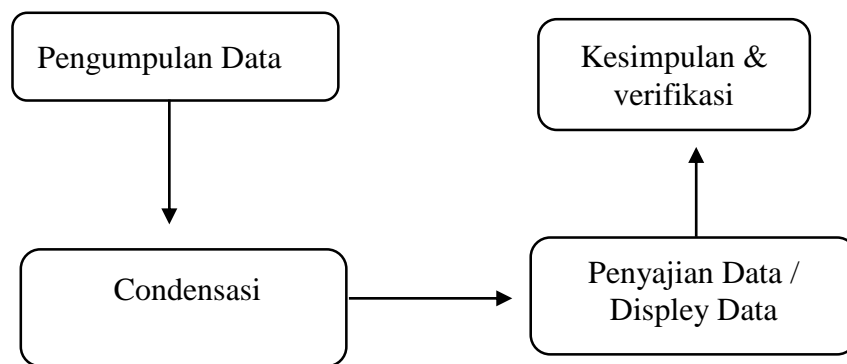 Pengumpulan Data
Condensasi
Penyajian Data /
Displey Data
Kesimpulan &
verifikasi